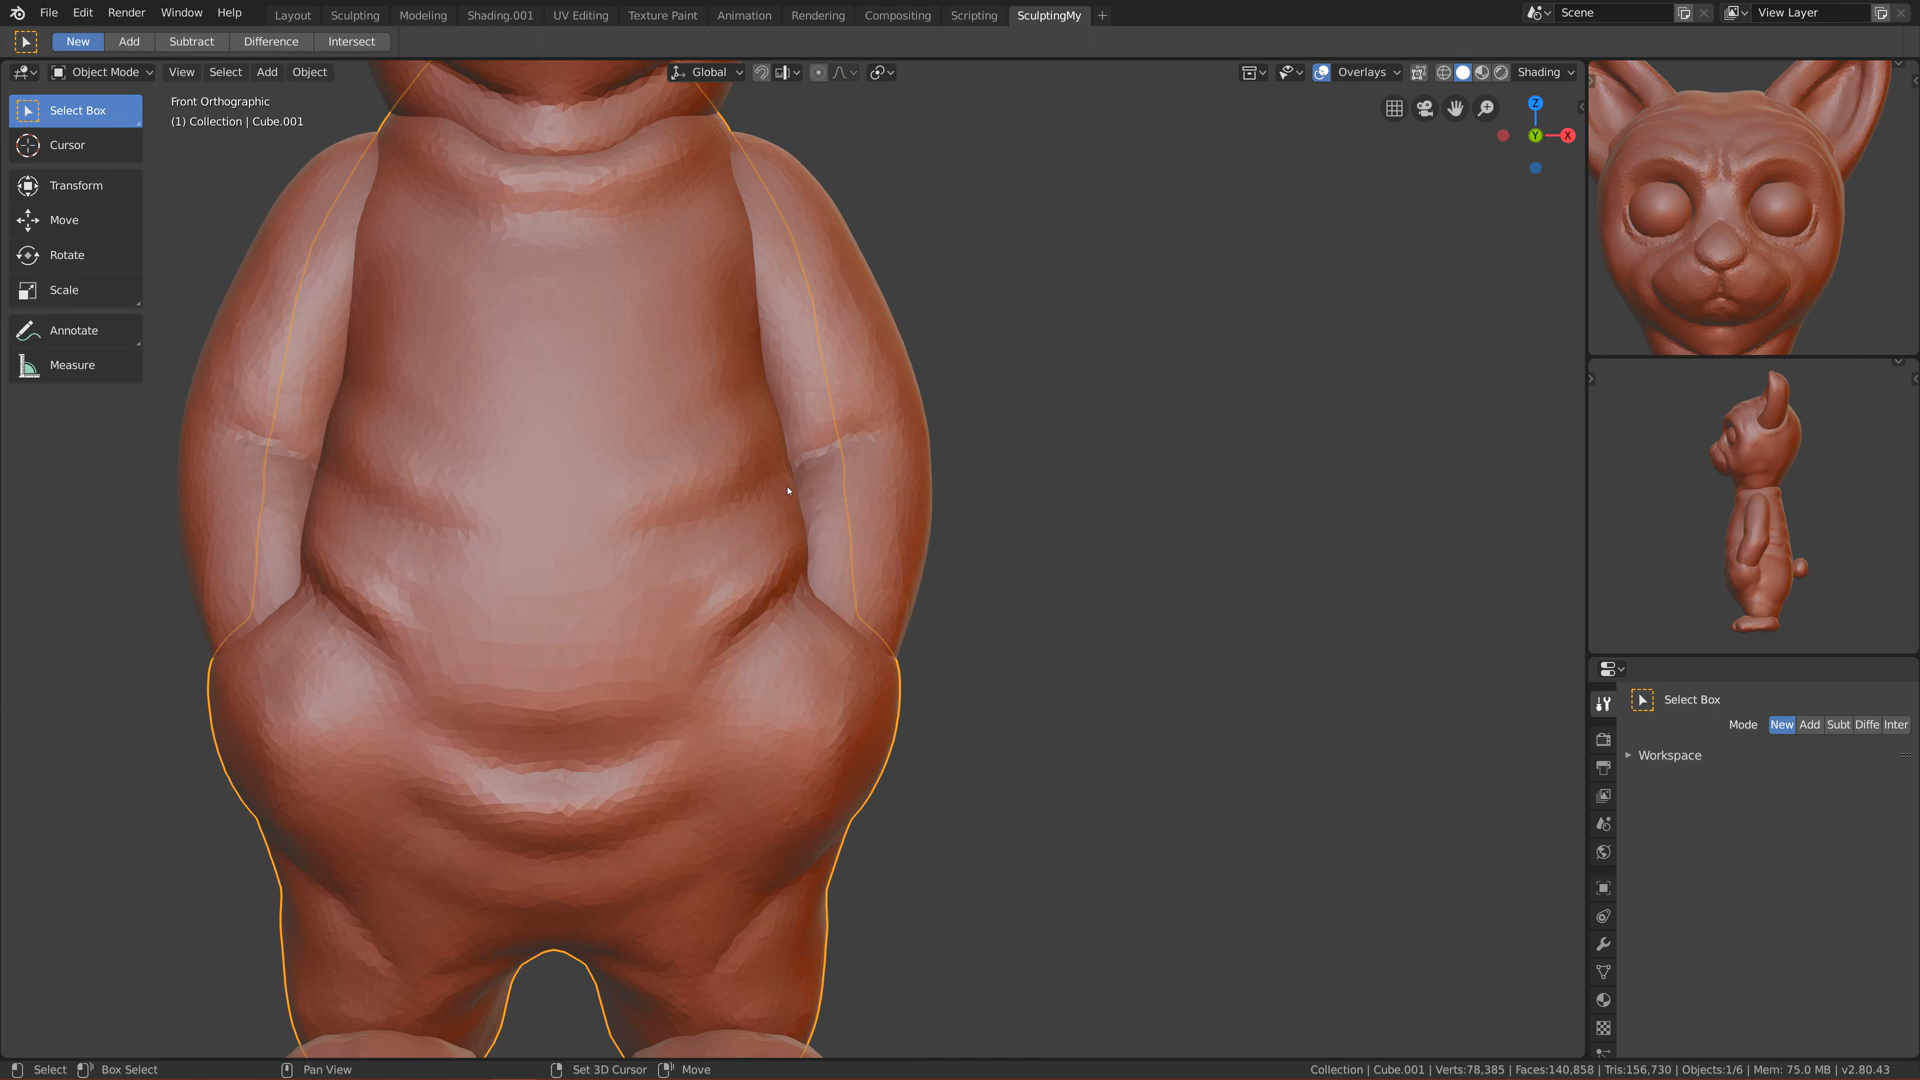 File Edit Render Window Help Layout Sculpting Modeling Shading.001 UV Editing Texture Paint Animation Rendering Compositing Scripting SculptingMy + Scene View Layer
New Add Subtract Difference Intersect
Object Mode View Select Add Object Global Overlays Shading
Front Orthographic
(1) Collection | Cube.001
Select Box
Cursor
Transform
Move
Rotate
Scale
Annotate
Measure
Z
Y
X
Select Box
Mode New Add Subt Diffe Inter
Workspace
Select Box Select Pan View Set 3D Cursor Move Collection | Cube.001 | Verts:78,385 | Faces:140,858 | Tris:156,730 | Objects:1/6 | Mem: 75.0 MB | v2.80.43